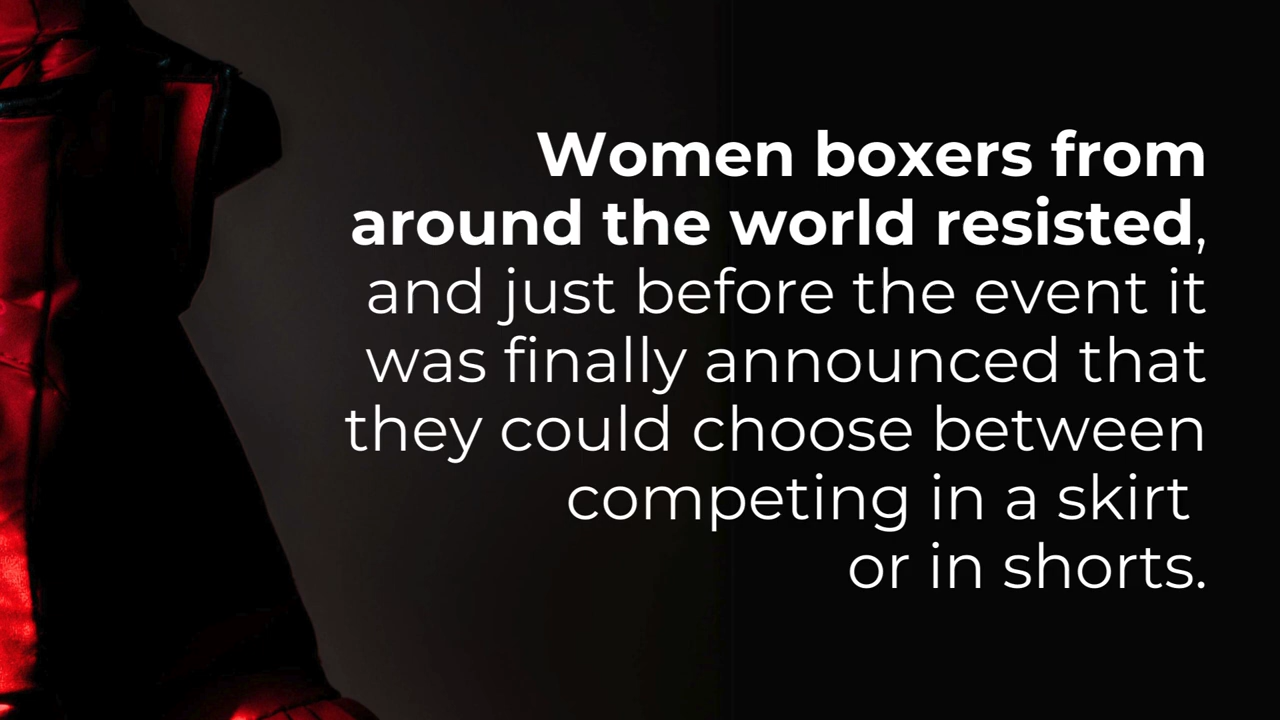 Women boxers from
around the world resisted,
and just before the event it
was finally announced that
they could choose between
competing in a skirt
or in shorts.